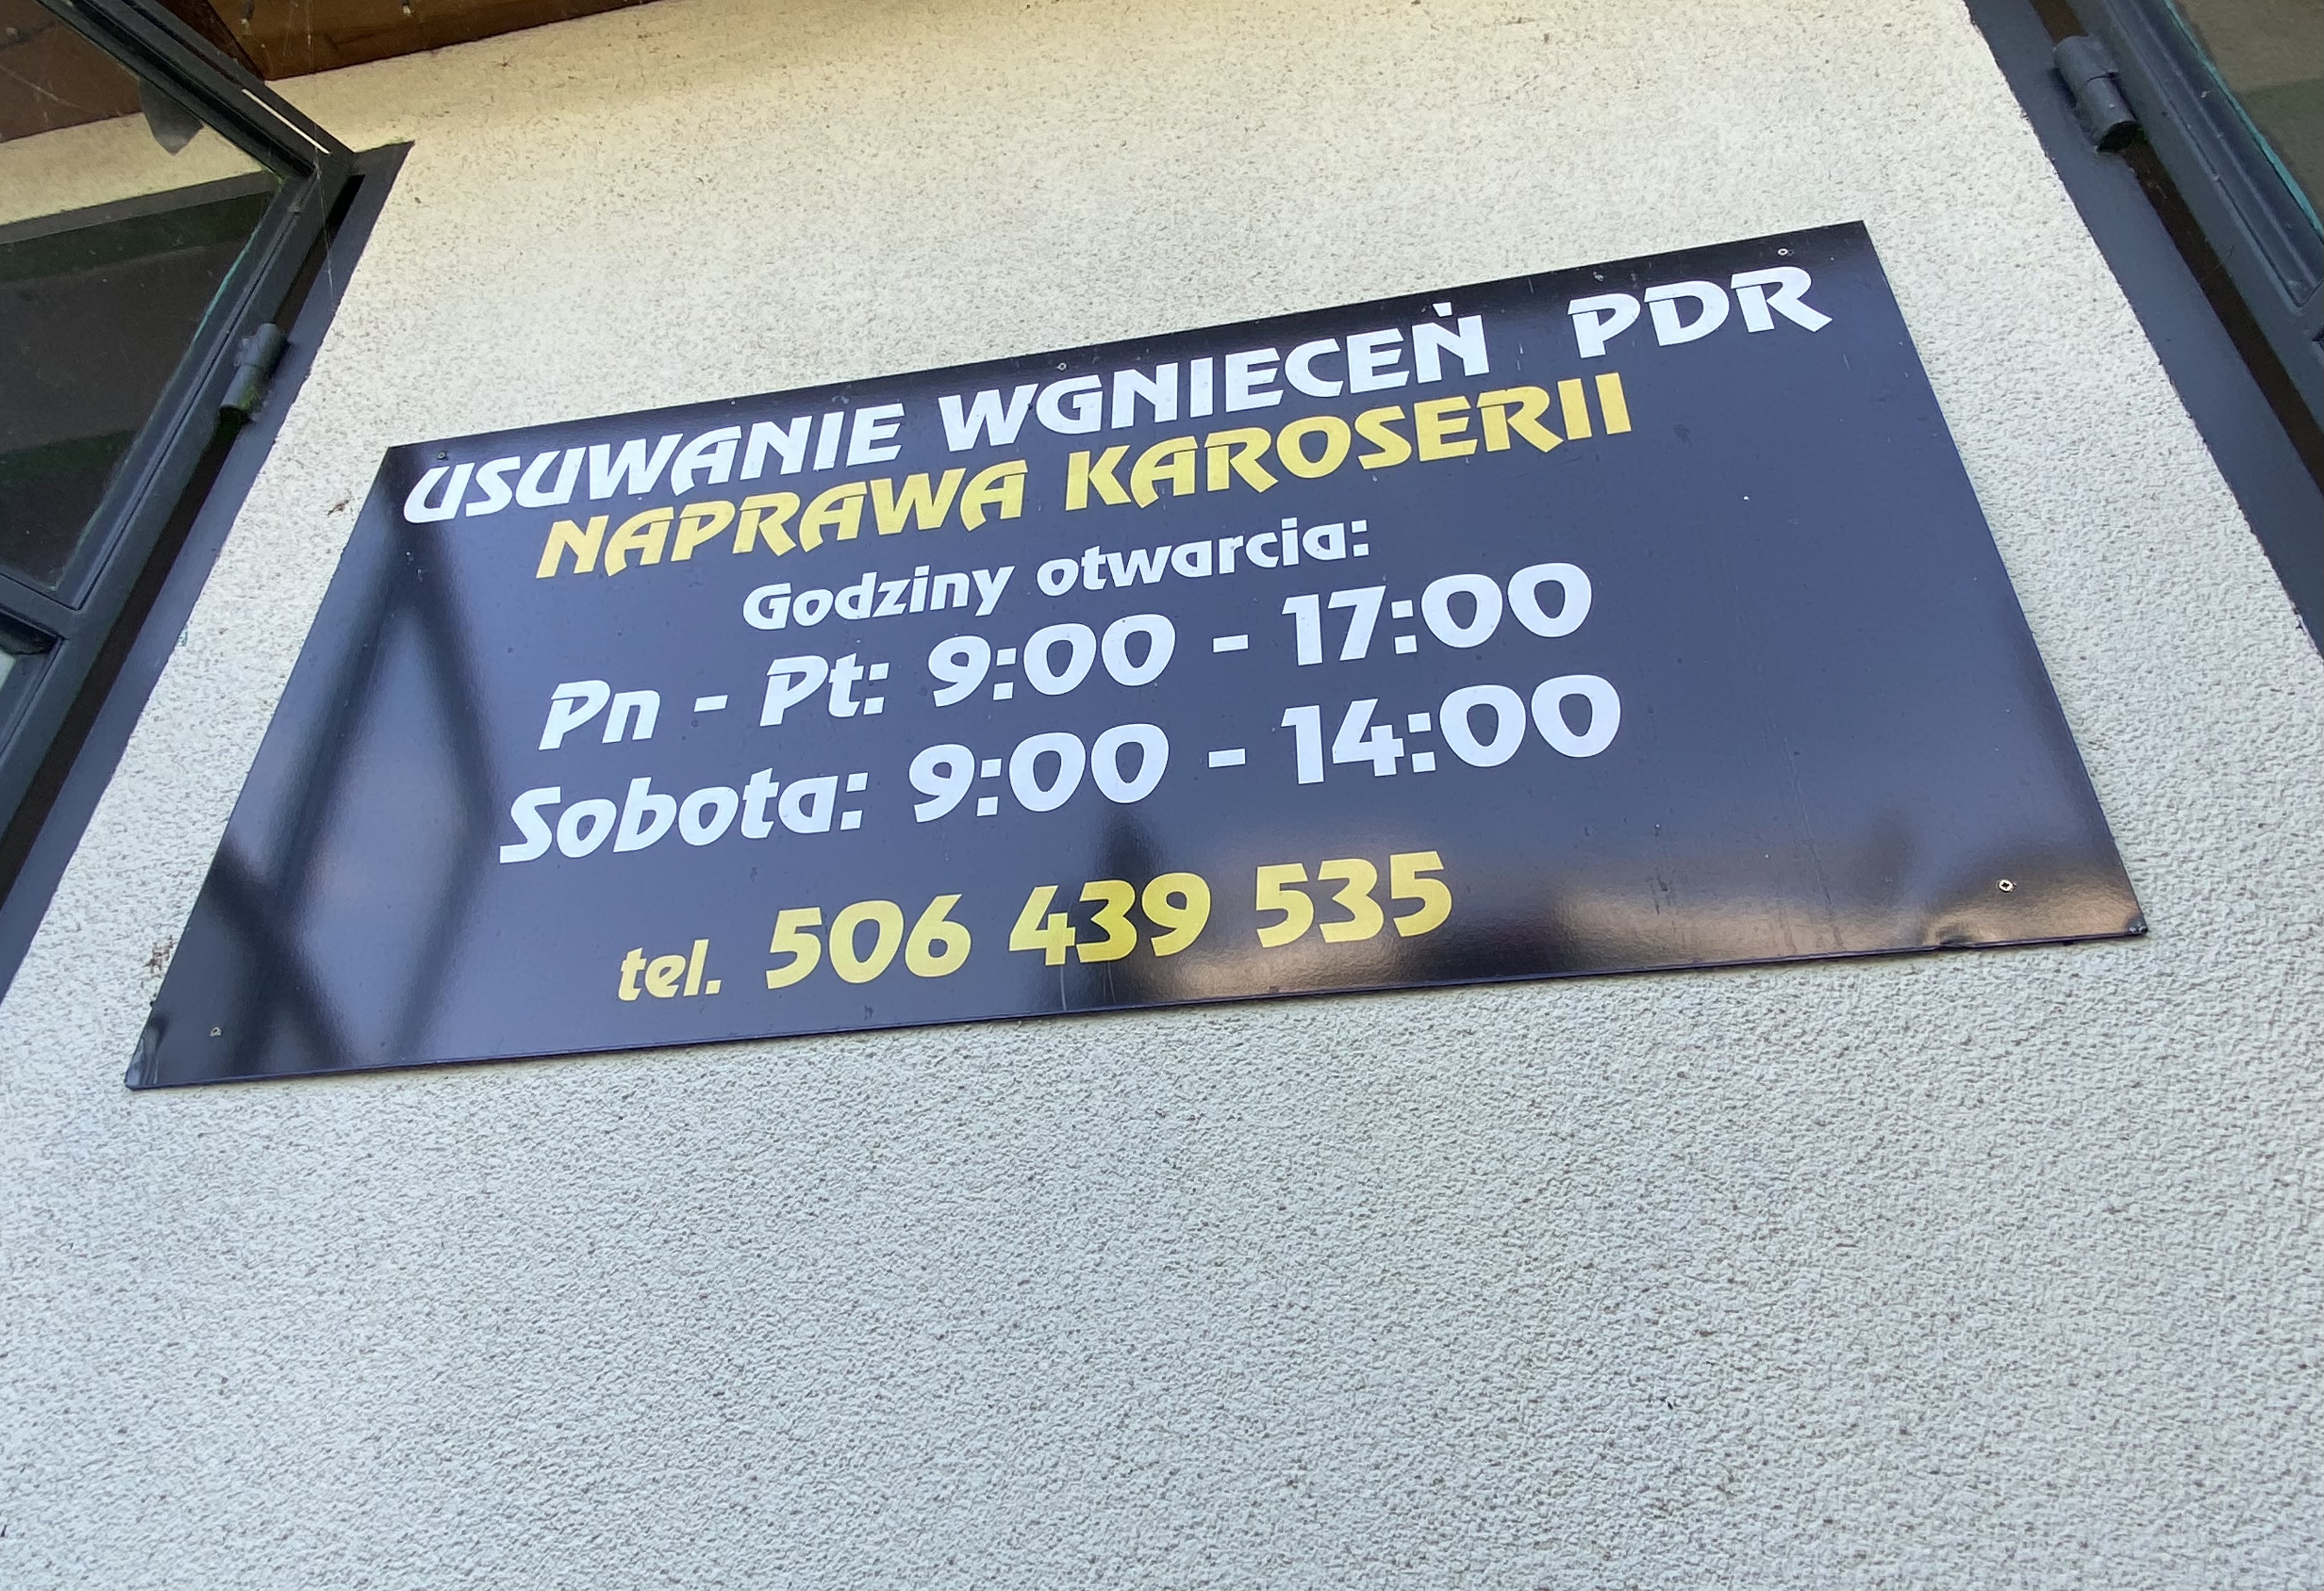 USUWANIE WGNIECEŃ PDR
NAPRAWA KAROSERII
Godziny otwarcia:
Pn - Pt: 9:00 - 17:00
Sobota: 9:00 - 14:00
tel. 506 439 535